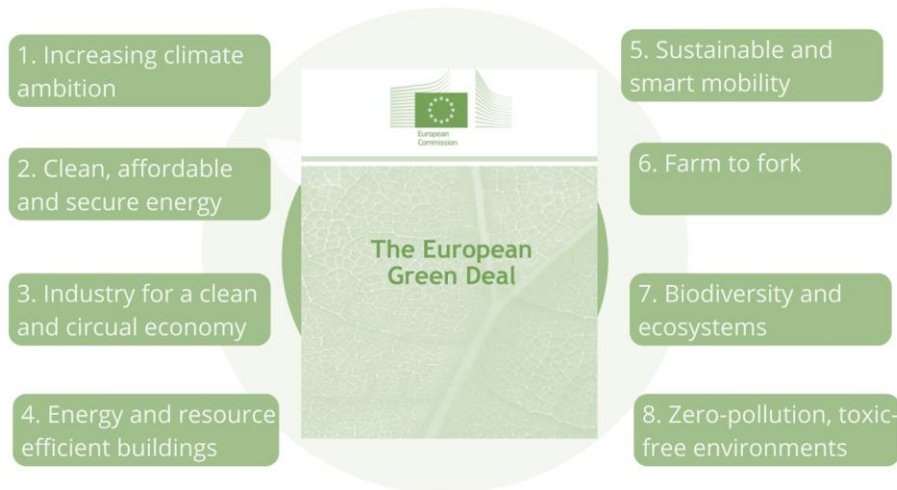 1. Increasing climate
ambition
2. Clean, affordable
and secure energy
3. Industry for a clean
and circual economy
4. Energy and resource
efficient buildings
European
Commission
The European
Green Deal
5. Sustainable and
smart mobility
6. Farm to fork
7. Biodiversity and
ecosystems
8. Zero-pollution, toxic-
free environments